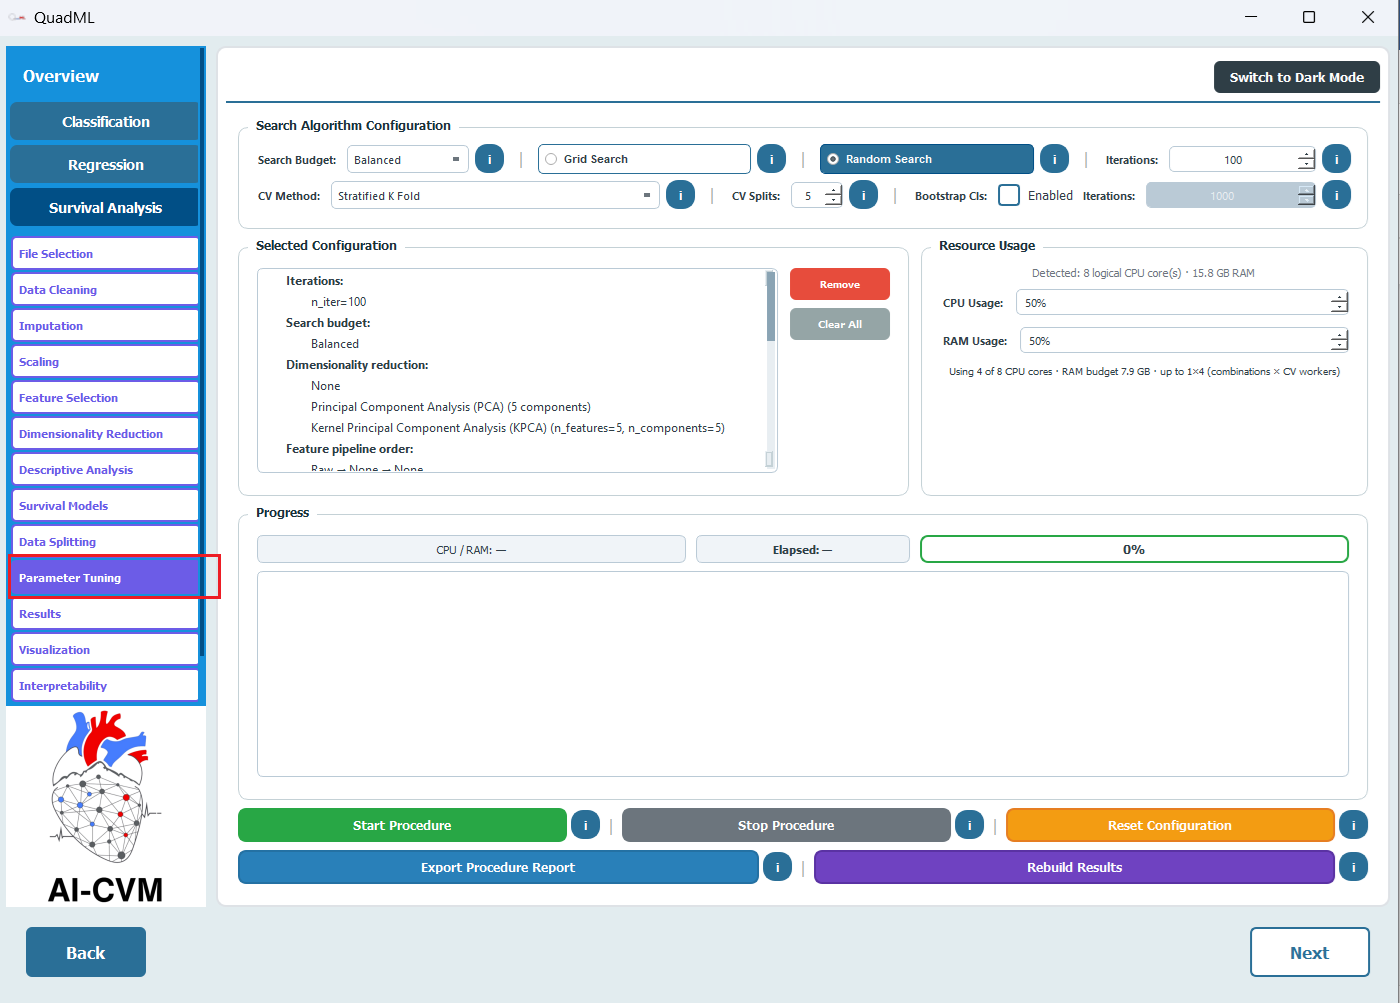 QuadML
Overview
Classification
Regression
Survival Analysis
File Selection
Data Cleaning
Imputation
Scaling
Feature Selection
Dimensionality Reduction
Descriptive Analysis
Survival Models
Data Splitting
Parameter Tuning
Results
Visualization
Interpretability
AI-CVM
Back
Switch to Dark Mode
Search Algorithm Configuration
Search Budget: Balanced i | Grid Search i | Random Search i | Iterations: 100 i
CV Method: Stratified K Fold i | CV Splits: 5 i | Bootstrap CIs: Enabled Iterations: 1000 i
Selected Configuration
Iterations:
n_iter=100
Search budget:
Balanced
Dimensionality reduction:
None
Principal Component Analysis (PCA) (5 components)
Kernel Principal Component Analysis (KPCA) (n_features=5, n_components=5)
Feature pipeline order:
Raw → None → None
Remove
Clear All
Resource Usage
Detected: 8 logical CPU core(s) · 15.8 GB RAM
CPU Usage: 50%
RAM Usage: 50%
Using 4 of 8 CPU cores · RAM budget 7.9 GB · up to 1×4 (combinations × CV workers)
Progress
CPU / RAM: —
Elapsed: —
0%
Start Procedure i | Stop Procedure i | Reset Configuration i
Export Procedure Report i | Rebuild Results i
Next